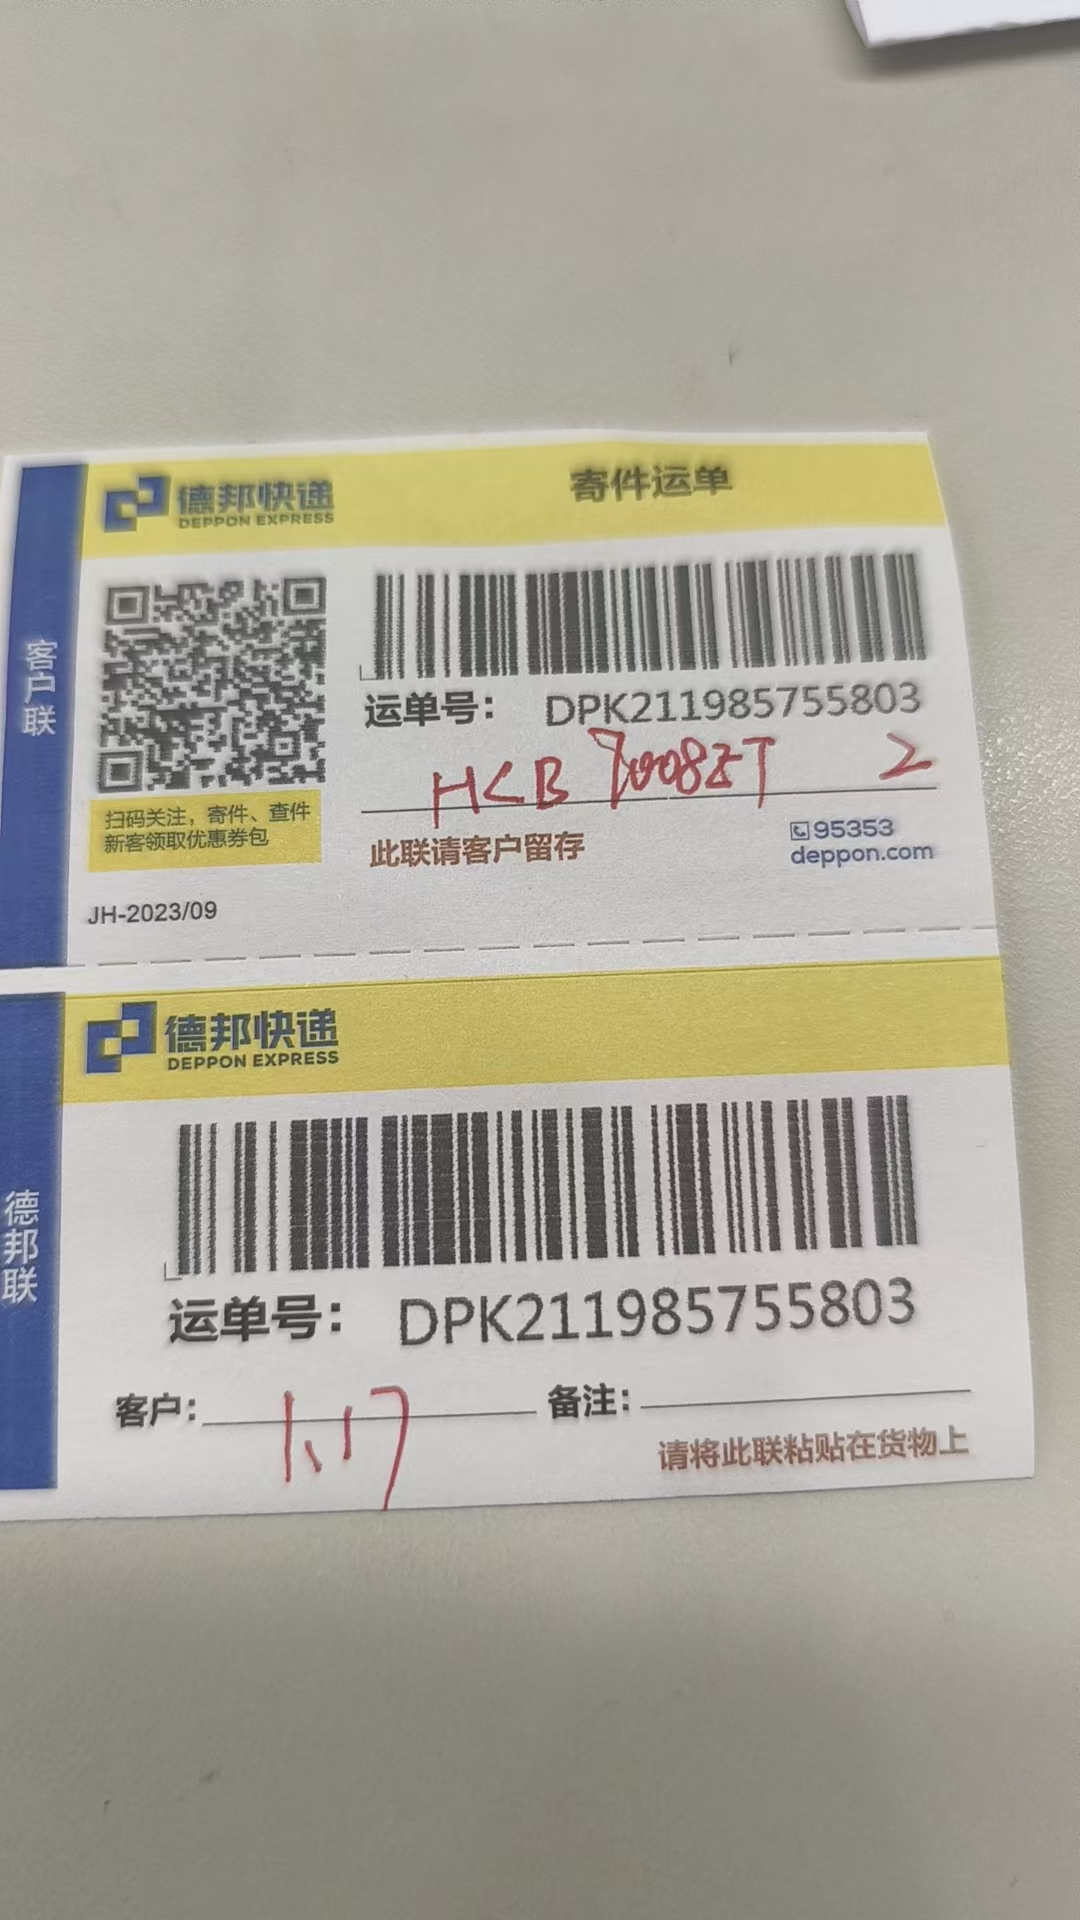 德邦快递
DEPPON EXPRESS
寄件运单
客户联
运单号： DPK211985755803
HCB 7008ZT 2
扫码关注，寄件、查件
新客领取优惠券包
此联请客户留存
95353
deppon.com
JH-2023/09
德邦快递
DEPPON EXPRESS
德邦联
运单号： DPK211985755803
客户： 1.17 备注：
请将此联粘贴在货物上